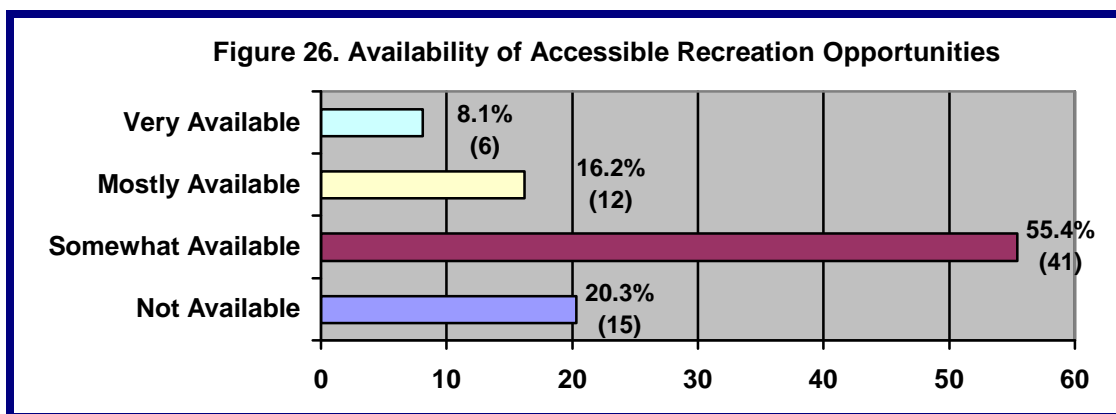 Figure 26. Availability of Accessible Recreation Opportunities
Very Available
8.1%
(6)
Mostly Available
16.2%
(12)
Somewhat Available
55.4%
(41)
Not Available
20.3%
(15)
0 10 20 30 40 50 60